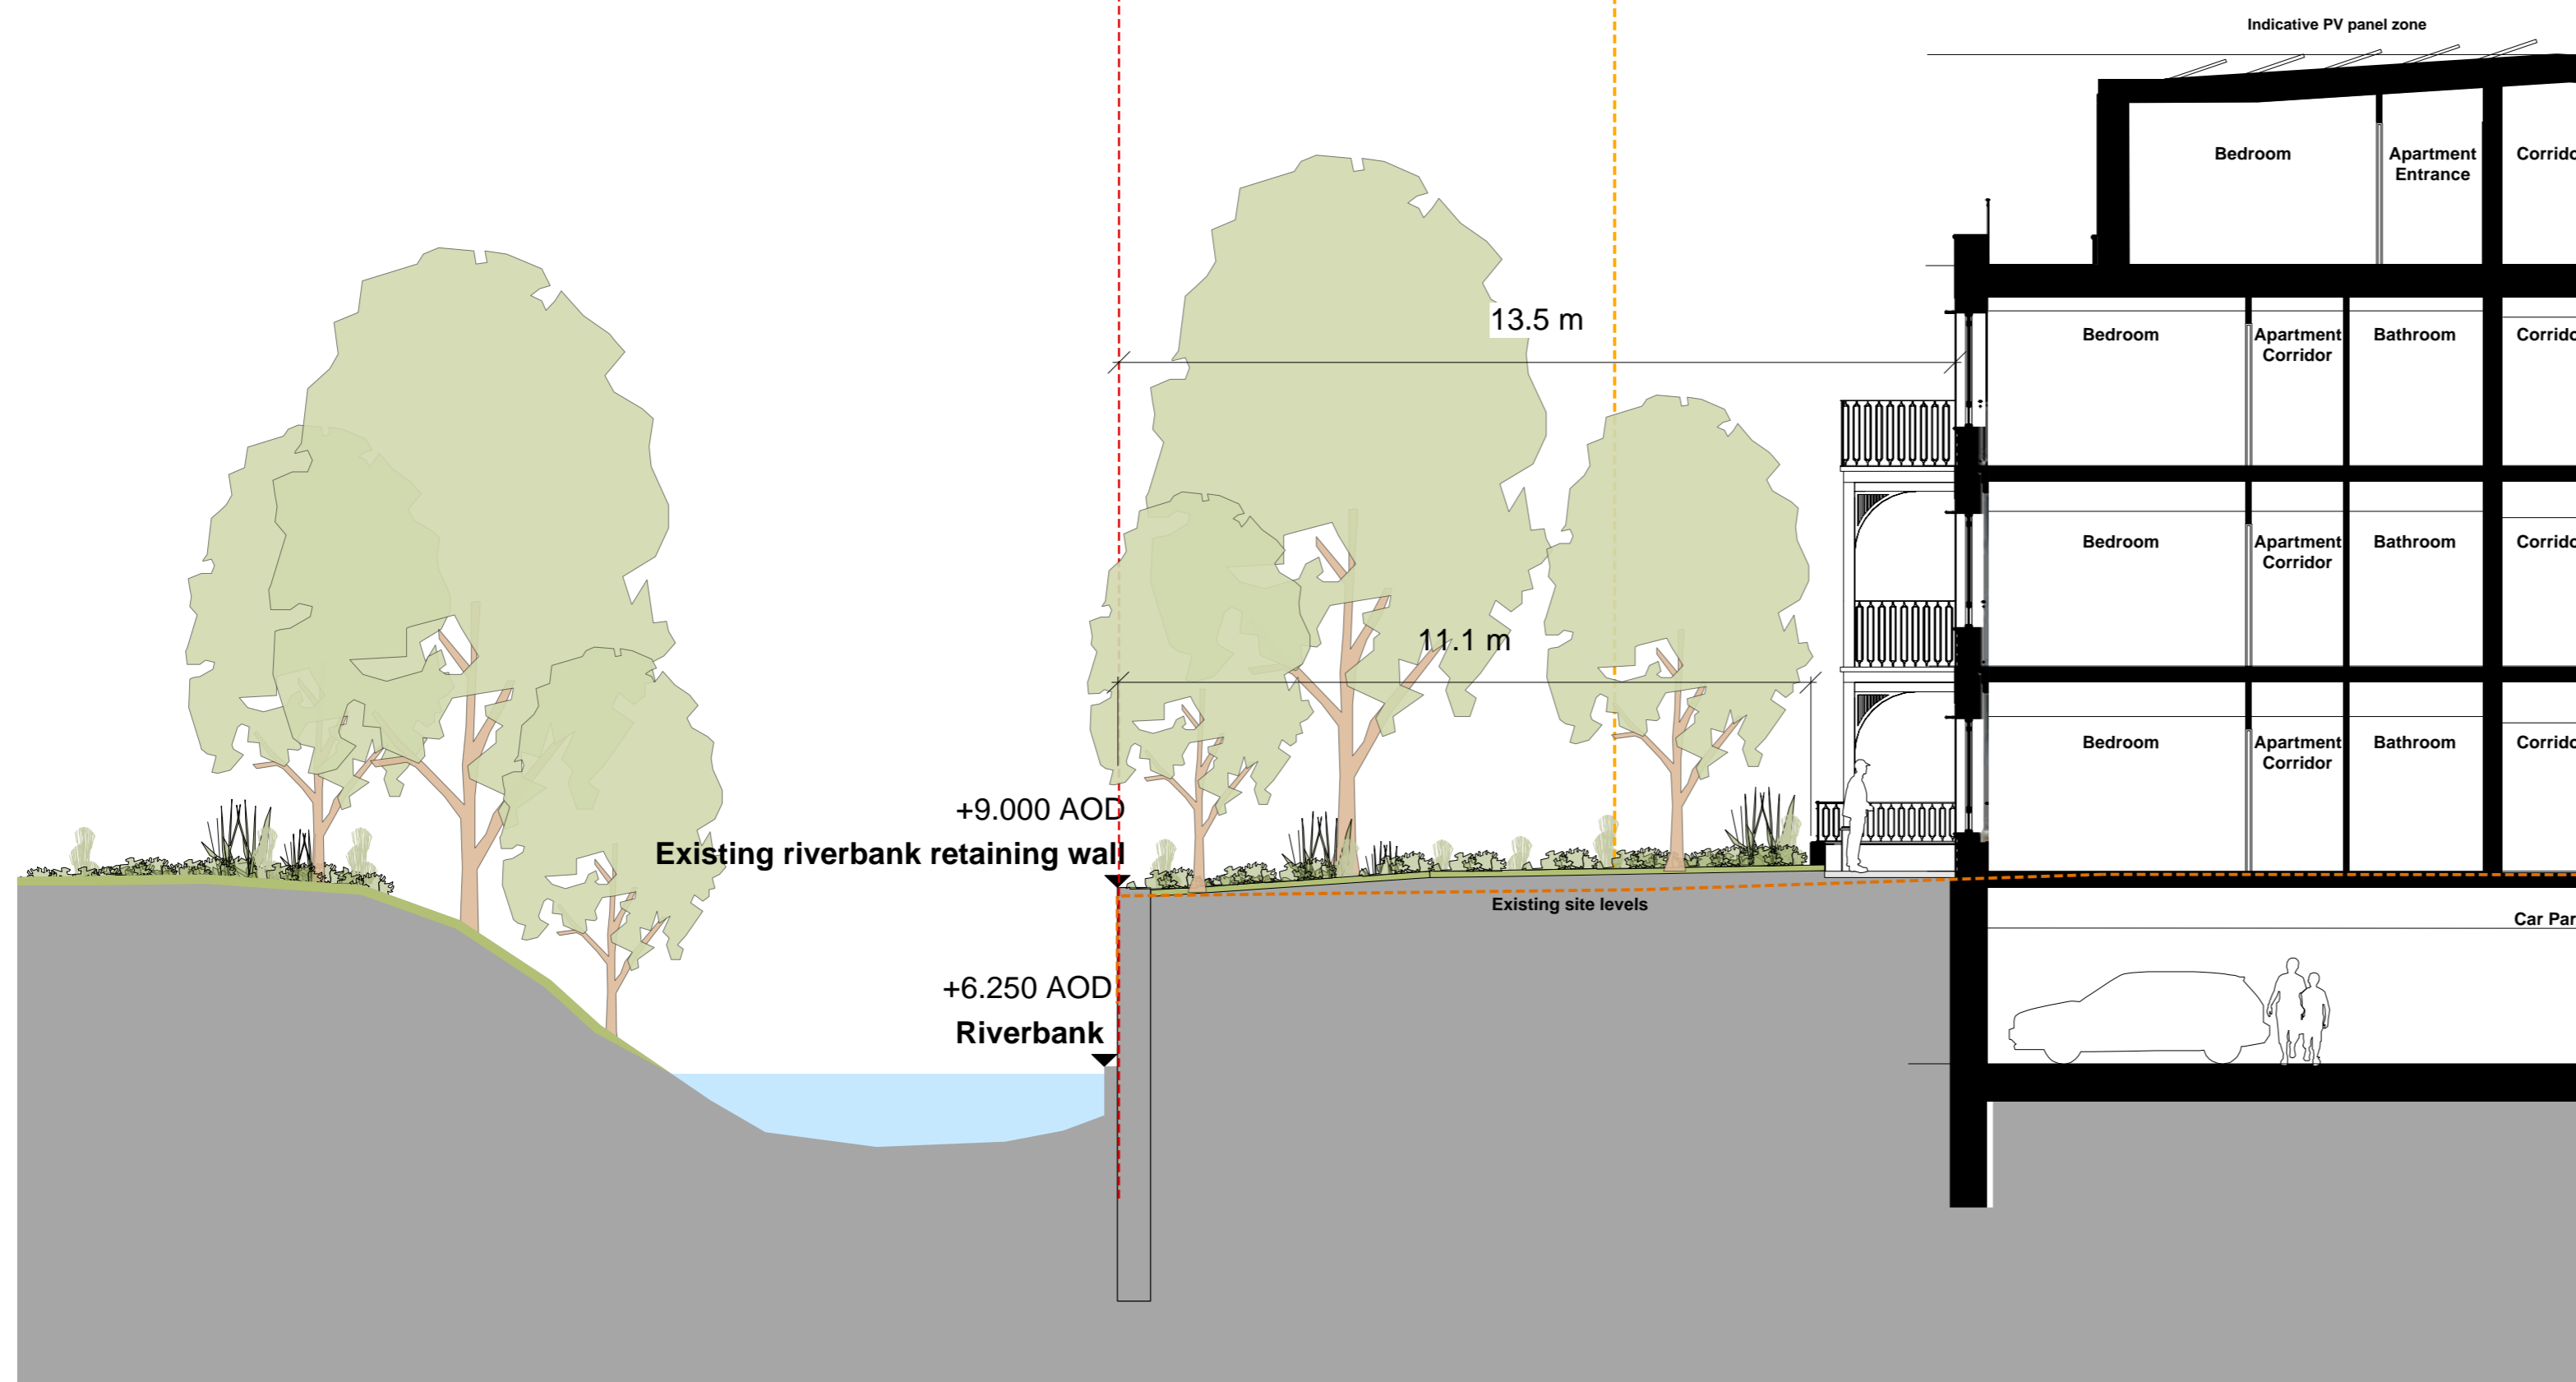 Indicative PV panel zone
Bedroom
Apartment
Entrance
Corrido
13.5 m
Bedroom
Apartment
Corridor
Bathroom
Corrido
Bedroom
Apartment
Corridor
Bathroom
Corrido
11.1 m
Bedroom
Apartment
Corridor
Bathroom
Corrido
+9.000 AOD
Existing riverbank retaining wall
Existing site levels
Car Par
+6.250 AOD
Riverbank